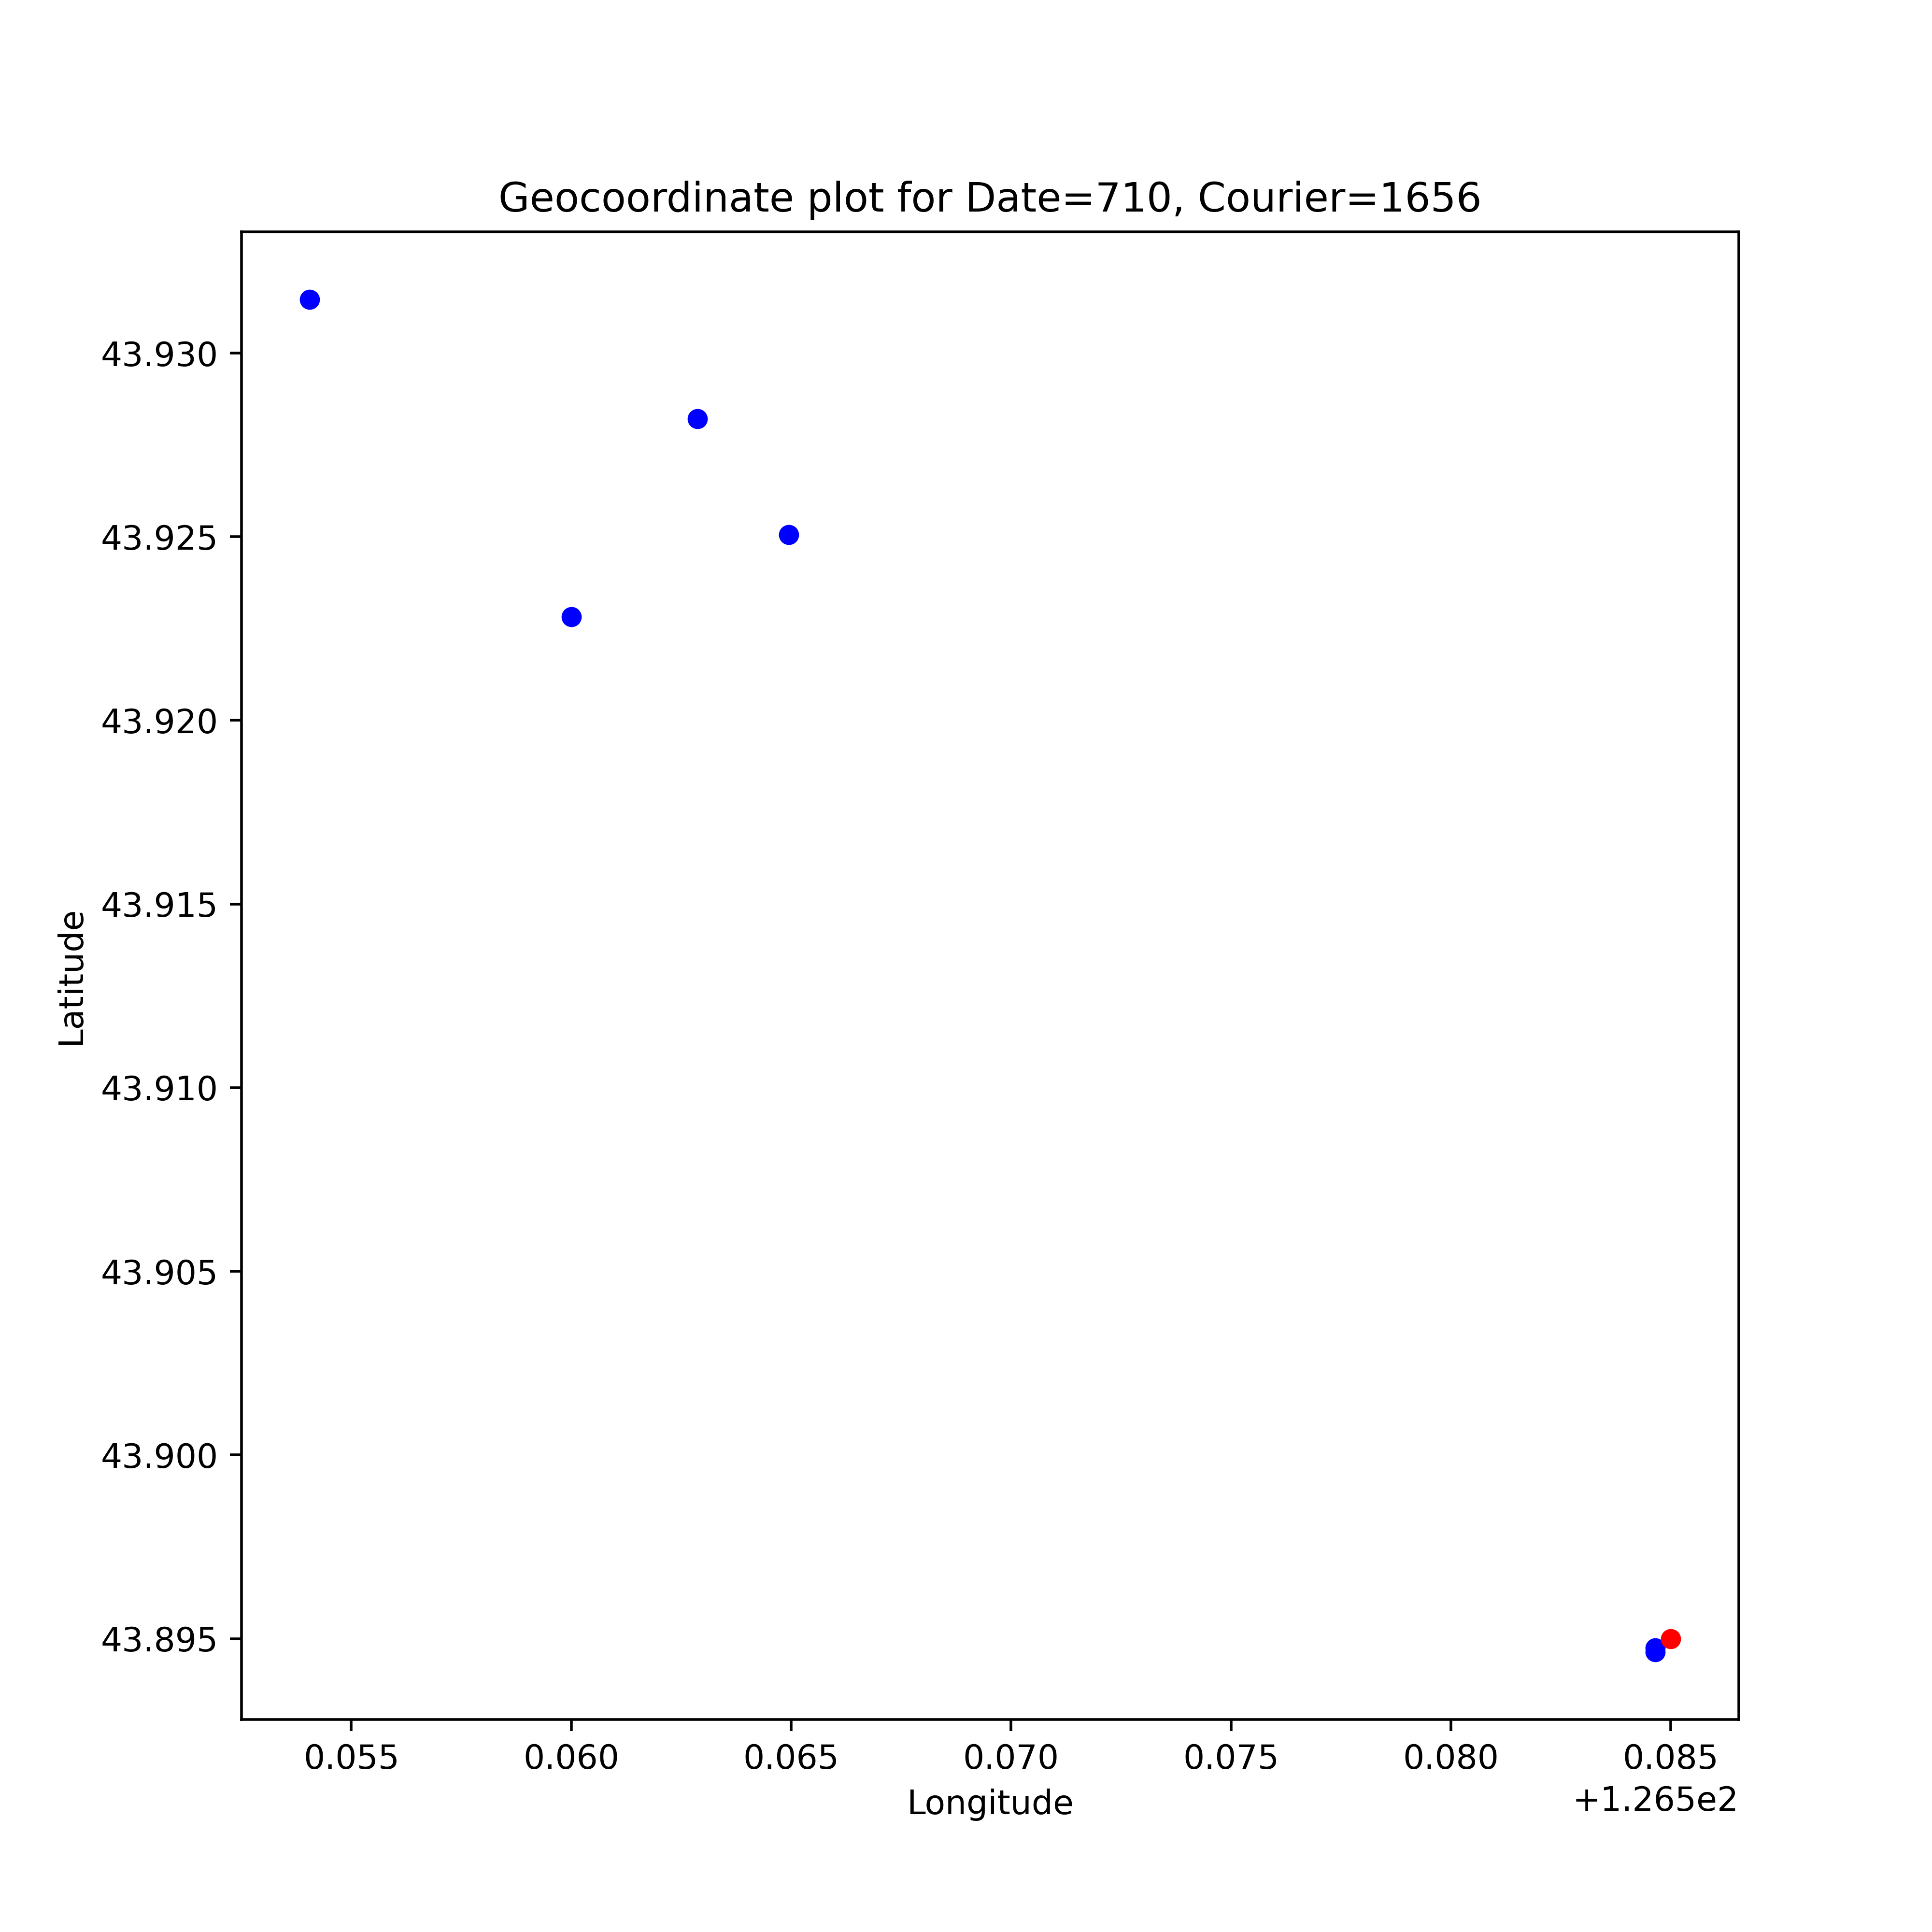 Geocoordinate plot for Date=710, Courier=1656
43.930
43.925
43.920
43.915
43.910
43.905
43.900
43.895
Latitude
0.055 0.060 0.065 0.070 0.075 0.080 0.085
+1.265e2
Longitude